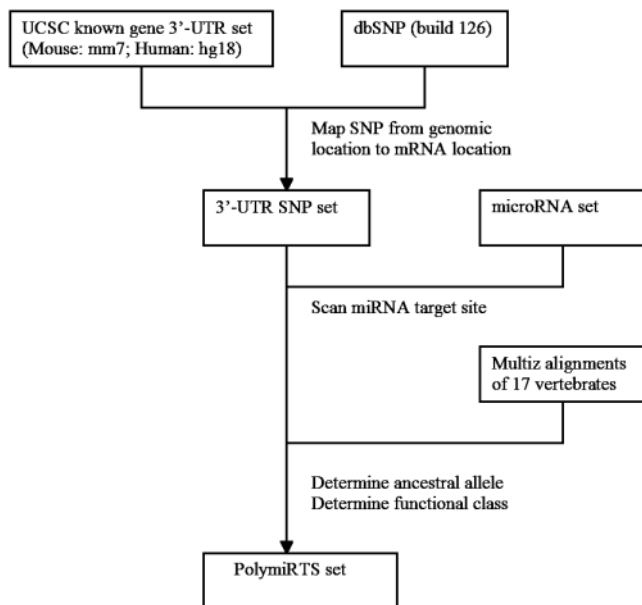 UCSC known gene 3’-UTR set
(Mouse: mm7; Human: hg18)
dbSNP (build 126)
Map SNP from genomic
location to mRNA location
3’-UTR SNP set
microRNA set
Scan miRNA target site
Multiz alignments
of 17 vertebrates
Determine ancestral allele
Determine functional class
PolymiRTS set